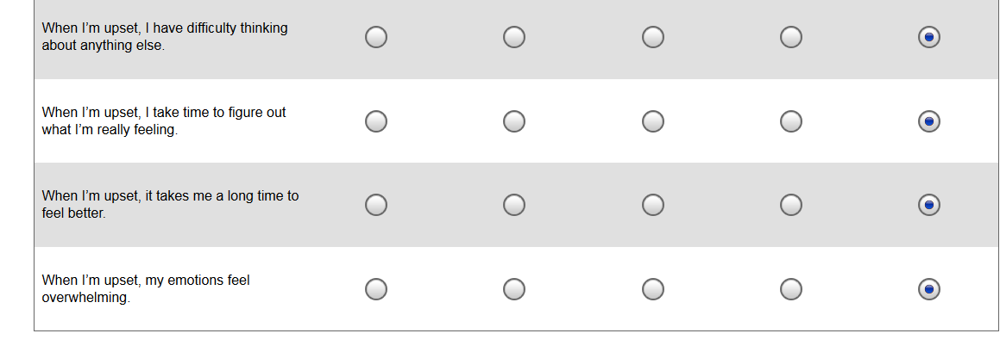 When I’m upset, I have difficulty thinking
about anything else.
When I’m upset, I take time to figure out
what I’m really feeling.
When I’m upset, it takes me a long time to
feel better.
When I’m upset, my emotions feel
overwhelming.